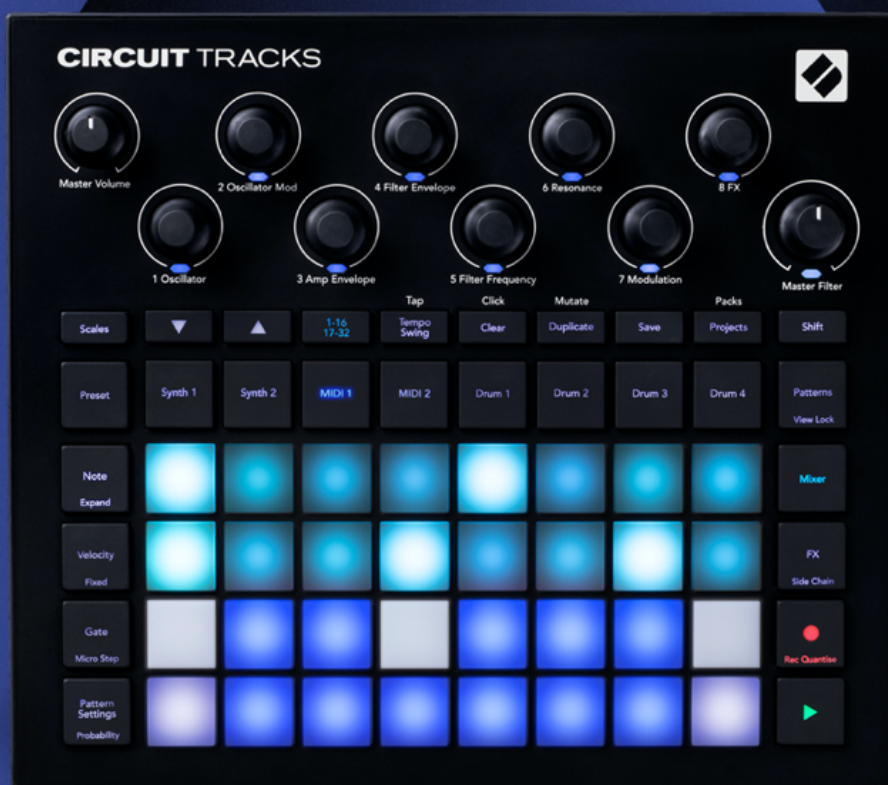 CIRCUIT TRACKS
Master Volume
2 Oscillator Mod
4 Filter Envelope
6 Resonance
8 FX
1 Oscillator
3 Amp Envelope
5 Filter Frequency
7 Modulation
Master Filter
Tap
Click
Mutate
Packs
Scales
▼
▲
1-16
17-32
Tempo
Swing
Clear
Duplicate
Save
Projects
Shift
Preset
Synth 1
Synth 2
MIDI 1
MIDI 2
Drum 1
Drum 2
Drum 3
Drum 4
Patterns
View Lock
Note
Expand
Mixer
Velocity
Fixed
FX
Side Chain
Gate
Micro Step
Rec Quantise
Pattern
Settings
Probability